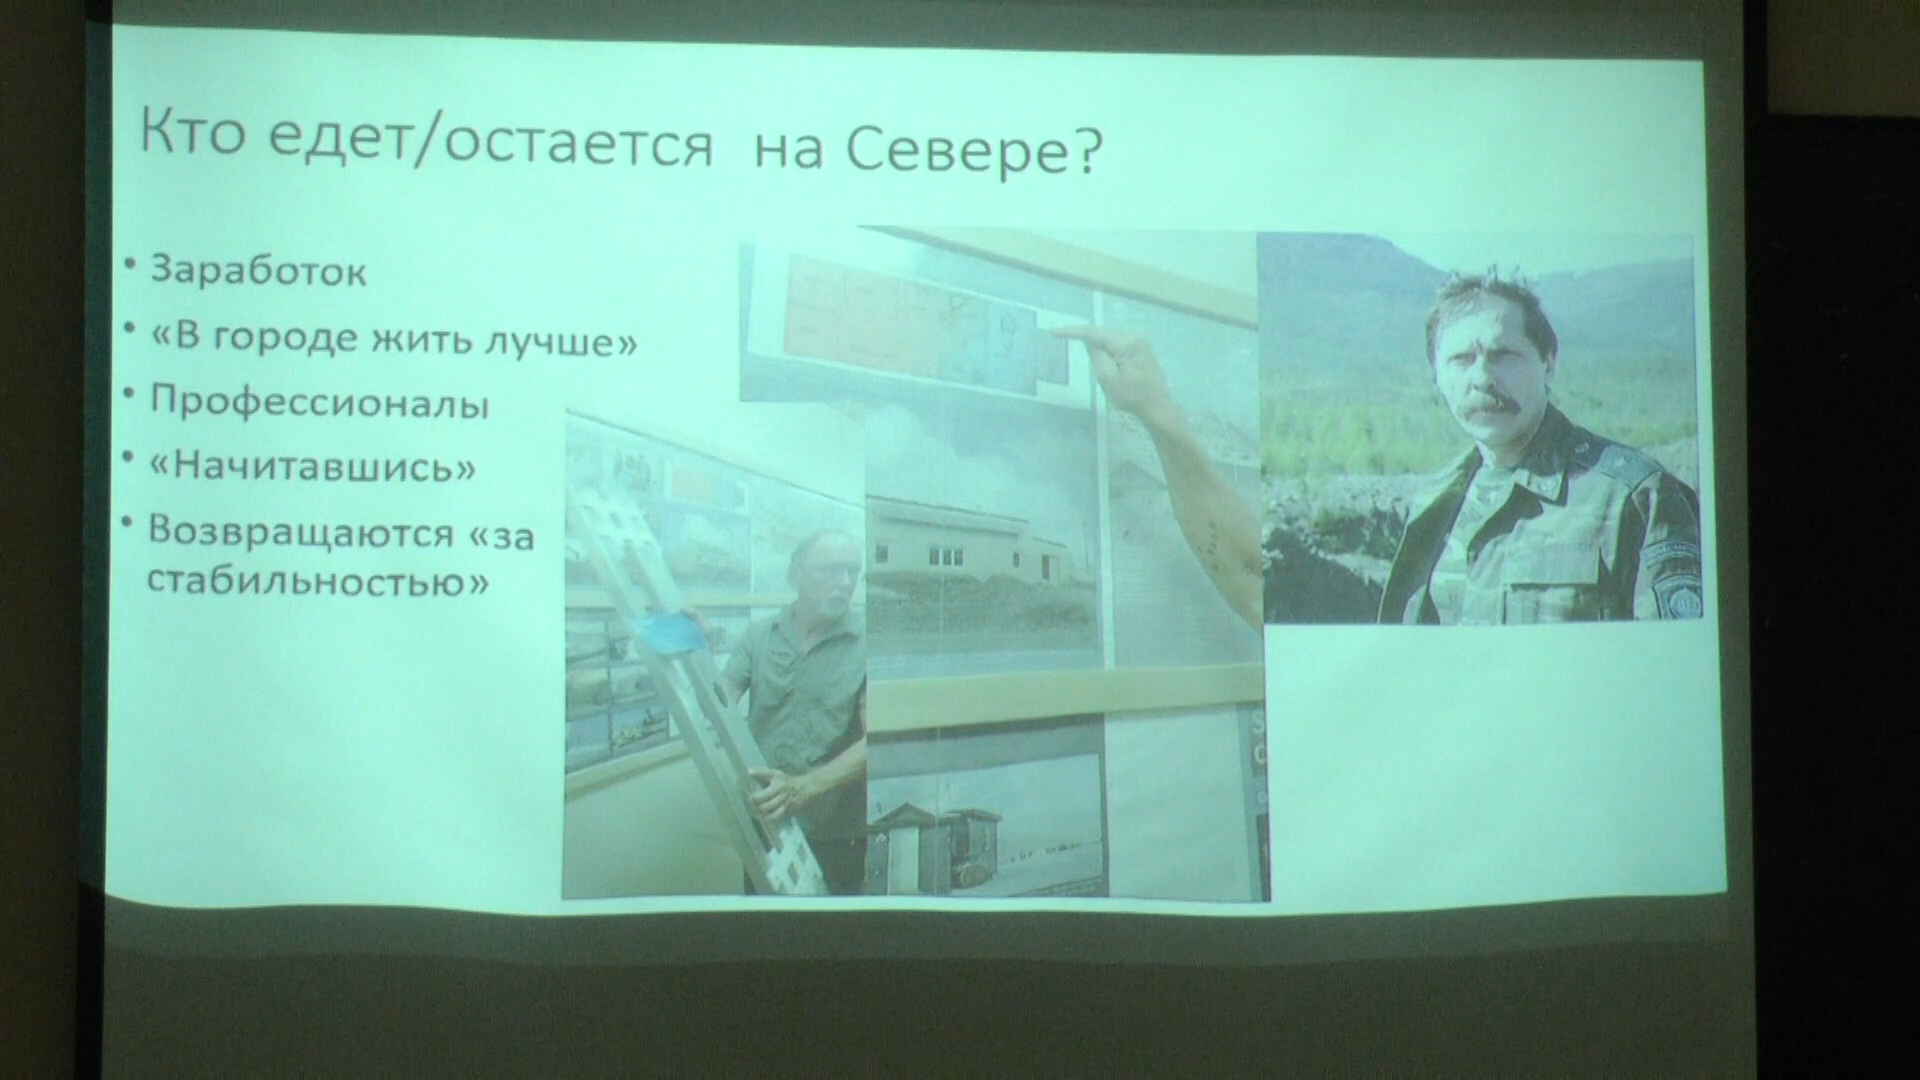 Кто едет/остается на Севере?
• Заработок
• «В городе жить лучше»
• Профессионалы
• «Начитавшись»
• Возвращаются «за
стабильностью»